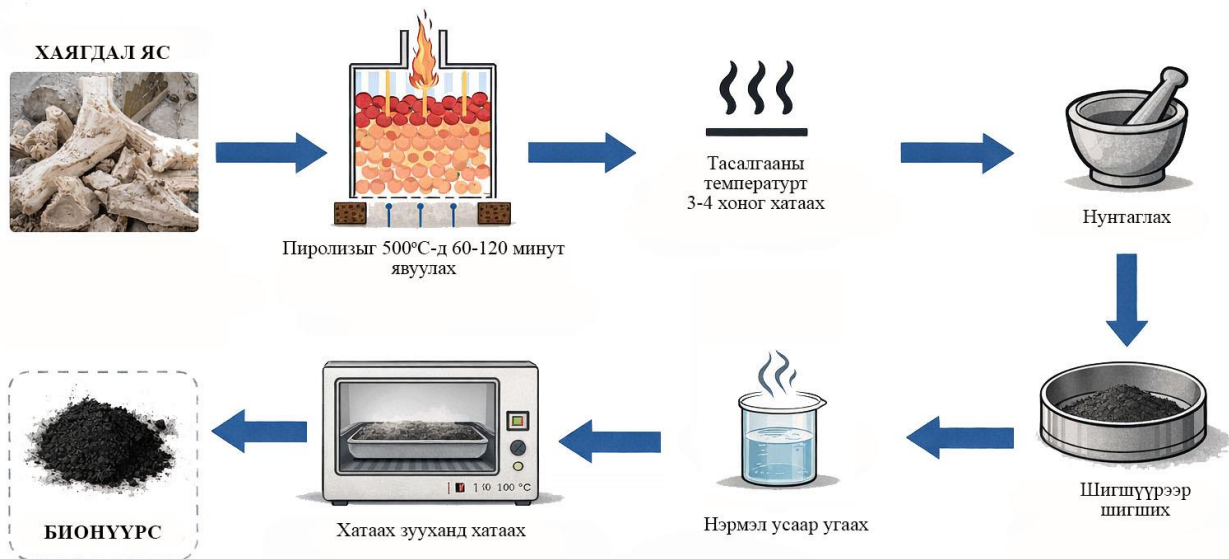 ХАЯГДАЛ ЯС
Пиролизыг 500°C-д 60-120 минут
явуулах
Тасалгааны
температурт
3-4 хоног хатаах
Нунтаглах
Шигшүүрээр
шигших
Нэрмэл усаар угаах
100 °C
Хатаах зууханд хатаах
БИОНҮҮРС